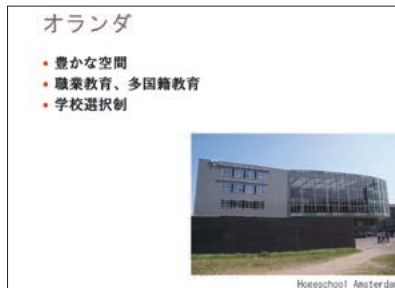 オランダ
• 豊かな空間
• 職業教育、多国籍教育
• 学校選択制
Hogeschool Amsterdam